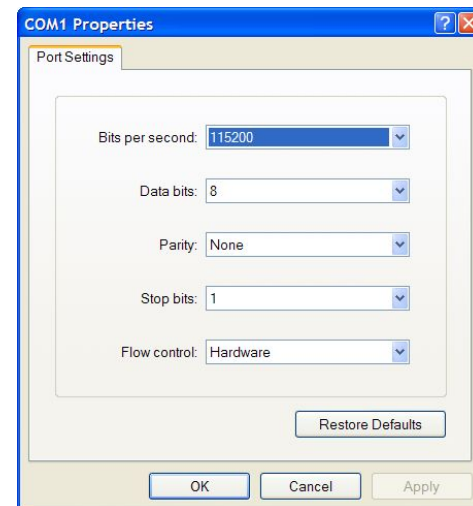 COM1 Properties
Port Settings
Bits per second: 115200
Data bits: 8
Parity: None
Stop bits: 1
Flow control: Hardware
Restore Defaults
OK Cancel Apply